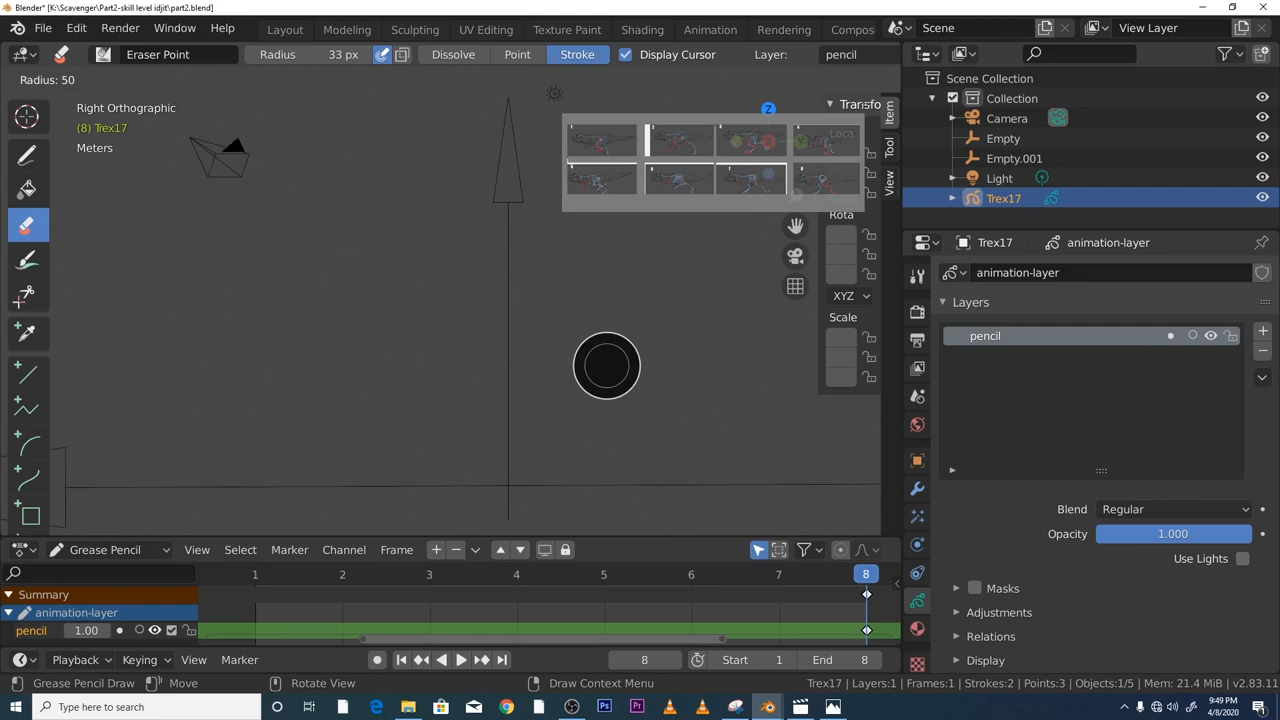 Blender* [K:\Scavenger\Part2-skill level idjit\part2.blend]
File Edit Render Window Help Layout Modeling Sculpting UV Editing Texture Paint Shading Animation Rendering Compos Scene View Layer
Eraser Point Radius 33 px Dissolve Point Stroke Display Cursor Layer: pencil
Radius: 50
Scene Collection
Collection
Camera
Empty
Empty.001
Light
Trex17
Right Orthographic
(8) Trex17
Meters
Transfo
Loca
Rota
XYZ
Scale
Item
Tool
View
Z
Y
1 2 3 4
7
Trex17 animation-layer
animation-layer
Layers
pencil
Blend Regular
Opacity 1.000
Use Lights
Masks
Adjustments
Relations
Display
Grease Pencil View Select Marker Channel Frame
1 2 3 4 5 6 7 8
Summary
animation-layer
pencil 1.00
Playback Keying View Marker 8 Start 1 End 8
Grease Pencil Draw Move Rotate View Draw Context Menu Trex17 | Layers:1 | Frames:1 | Strokes:2 | Points:3 | Objects:1/5 | Mem: 21.4 MiB | v2.83.11
Type here to search
9:49 PM
4/8/2020